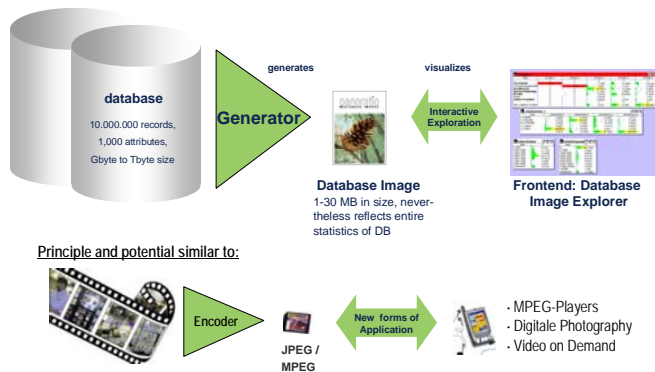 generates
visualizes
database
10.000.000 records,
1,000 attributes,
Gbyte to Tbyte size
Generator
panoratio
Interactive
Exploration
Database Image
1-30 MB in size, never-
theless reflects entire
statistics of DB
Frontend: Database
Image Explorer
Principle and potential similar to:
Encoder
JPEG /
MPEG
New forms of
Application
· MPEG-Players
· Digitale Photography
· Video on Demand